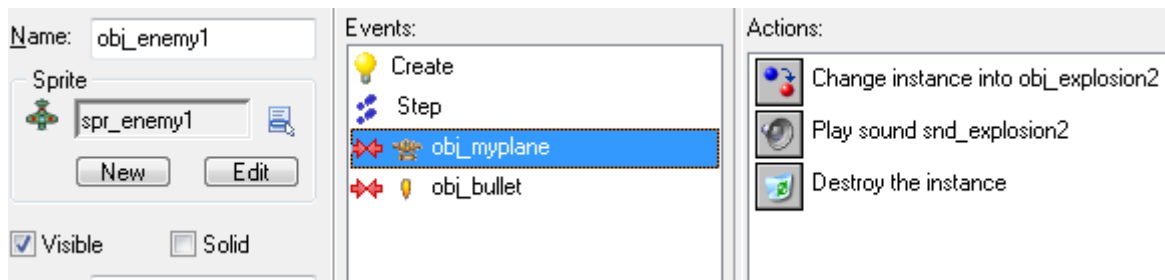 Name: obj_enemy1
Sprite
spr_enemy1
New Edit
Visible Solid
Events:
Create
Step
obj_myplane
obj_bullet
Actions:
Change instance into obj_explosion2
Play sound snd_explosion2
Destroy the instance